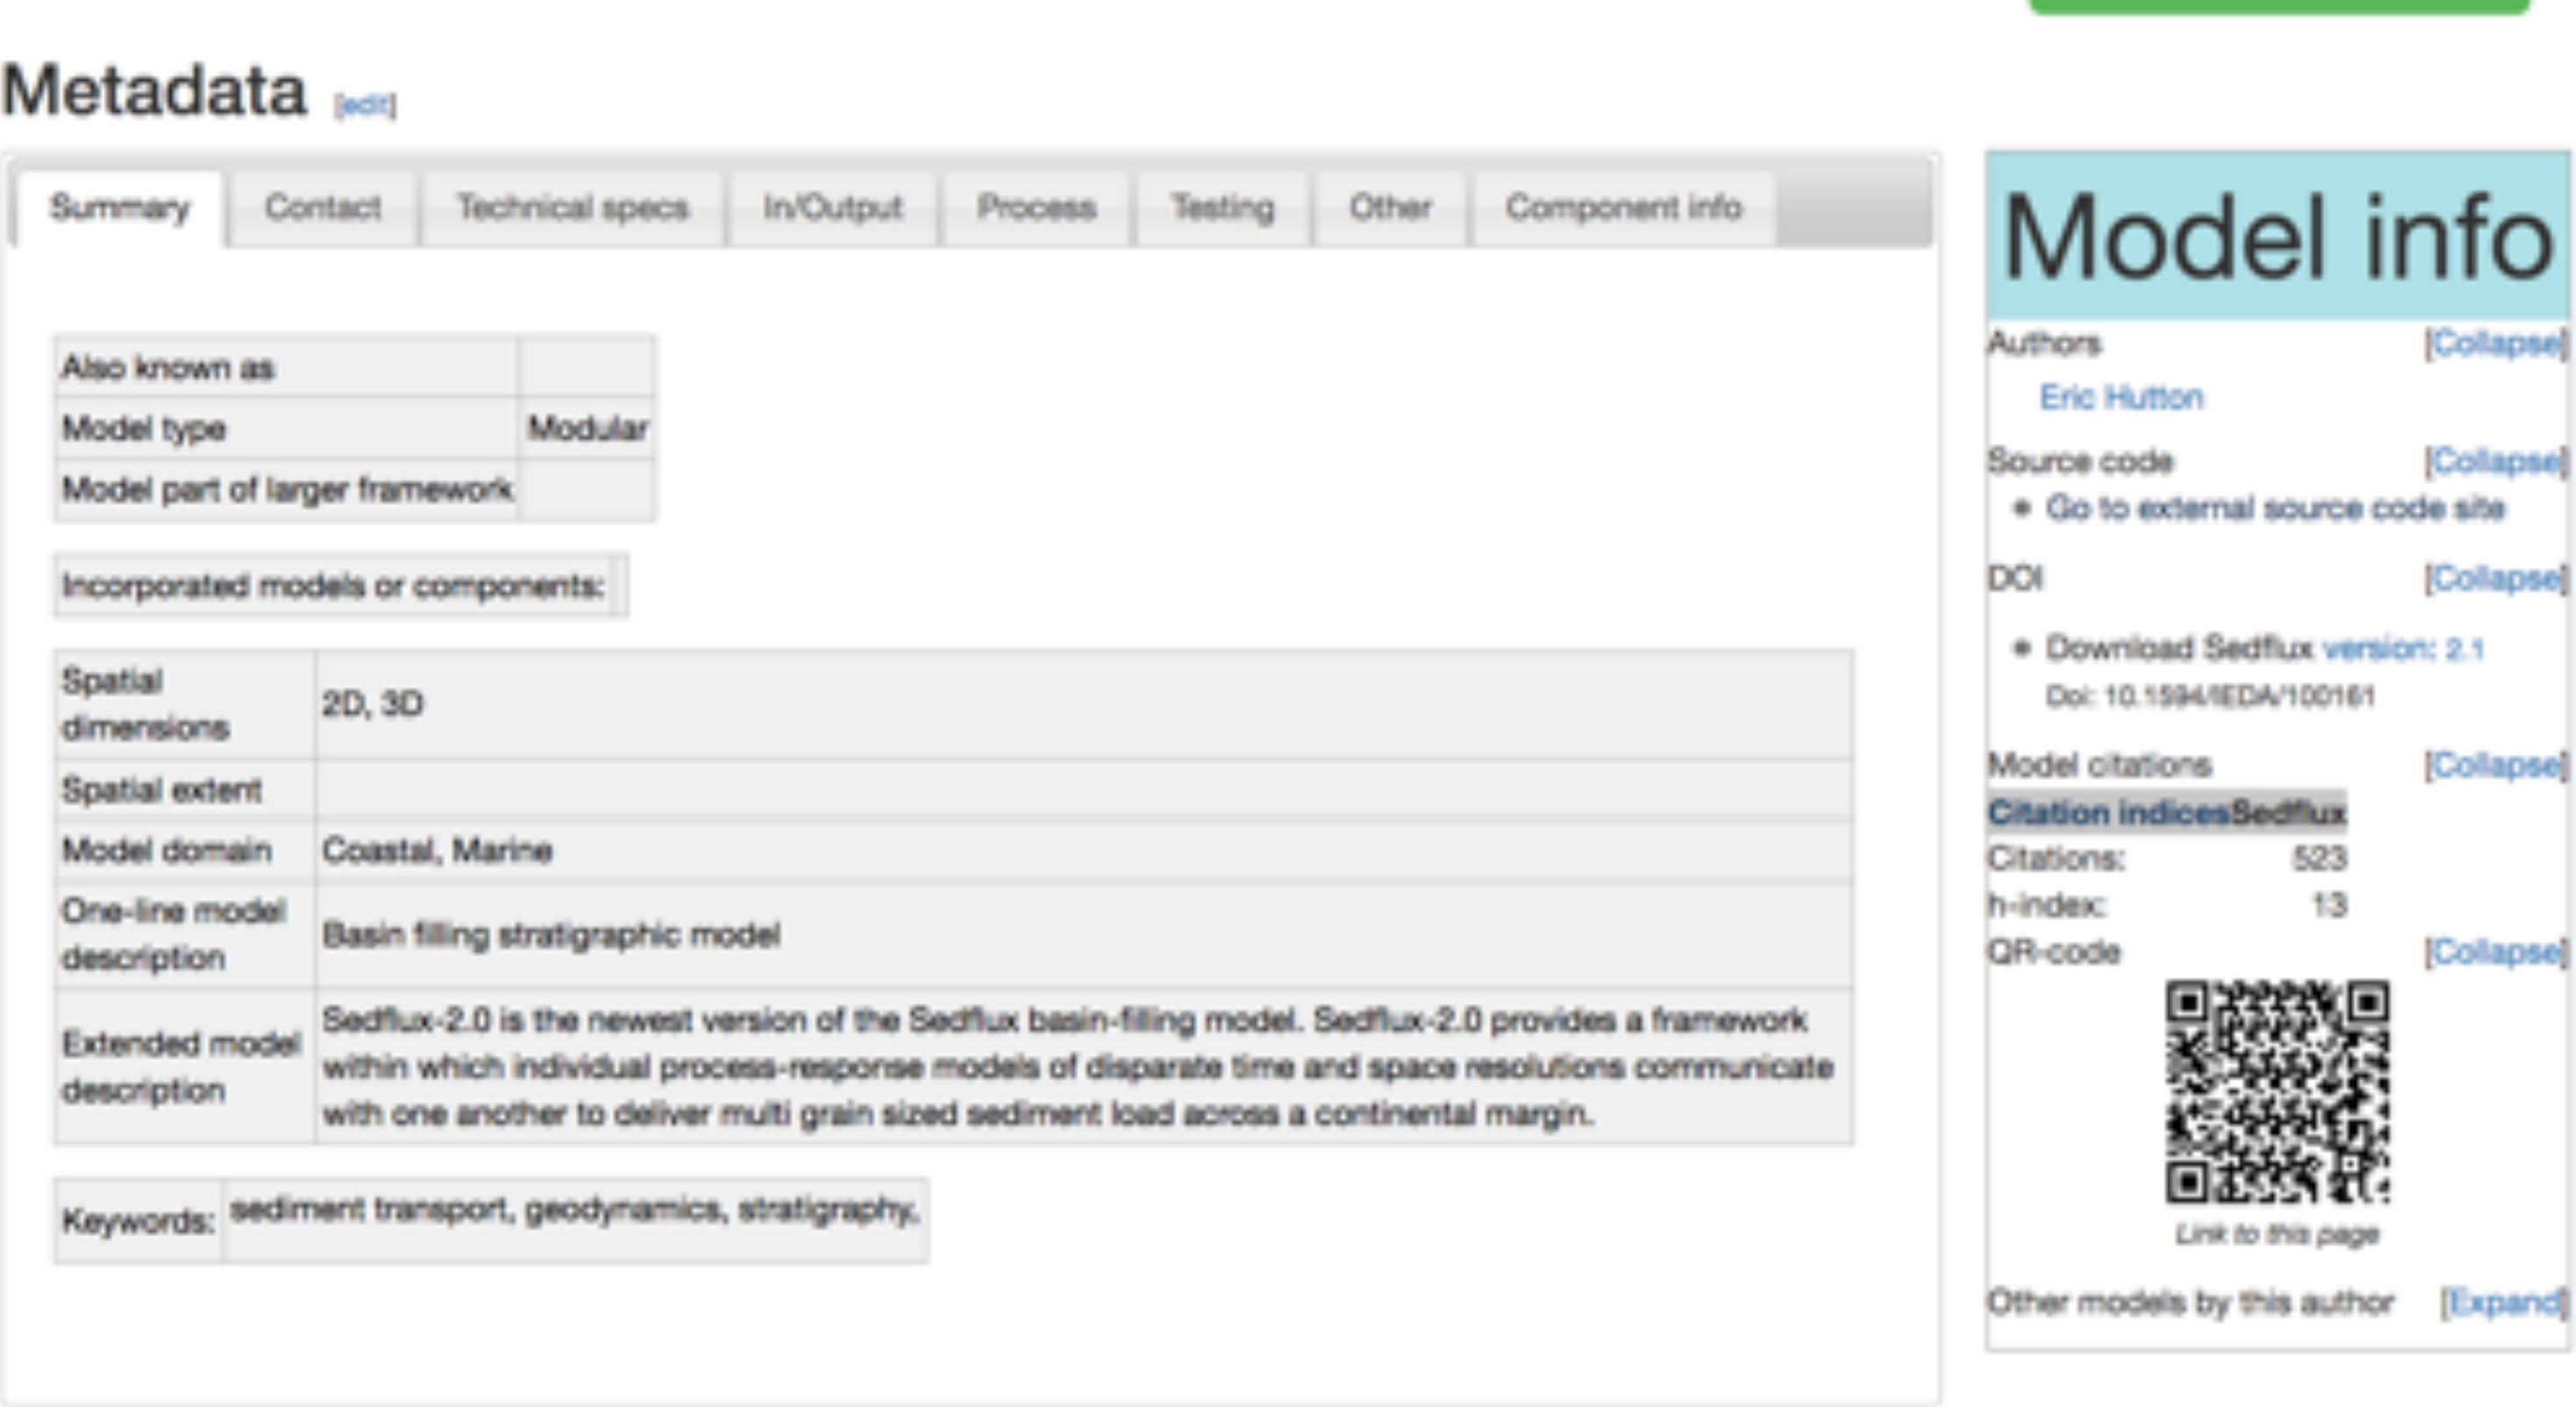 Metadata [edit]
Summary Contact Technical specs In/Output Process Testing Other Component info
Also known as
Model type Modular
Model part of larger framework
Incorporated models or components:
Spatial
dimensions
2D, 3D
Spatial extent
Model domain Coastal, Marine
One-line model
description
Basin filling stratigraphic model
Extended model
description
Sedflux-2.0 is the newest version of the Sedflux basin-filling model. Sedflux-2.0 provides a framework
within which individual process-response models of disparate time and space resolutions communicate
with one another to deliver multi grain sized sediment load across a continental margin.
Keywords: sediment transport, geodynamics, stratigraphy,
Model info
Authors [Collapse]
Eric Hutton
Source code [Collapse]
• Go to external source code site
DOI [Collapse]
• Download Sedflux version: 2.1
Doi: 10.1594/IEDA/100161
Model citations [Collapse]
Citation indicesSedflux
Citations: 523
h-index: 13
QR-code [Collapse]
Link to this page
Other models by this author [Expand]